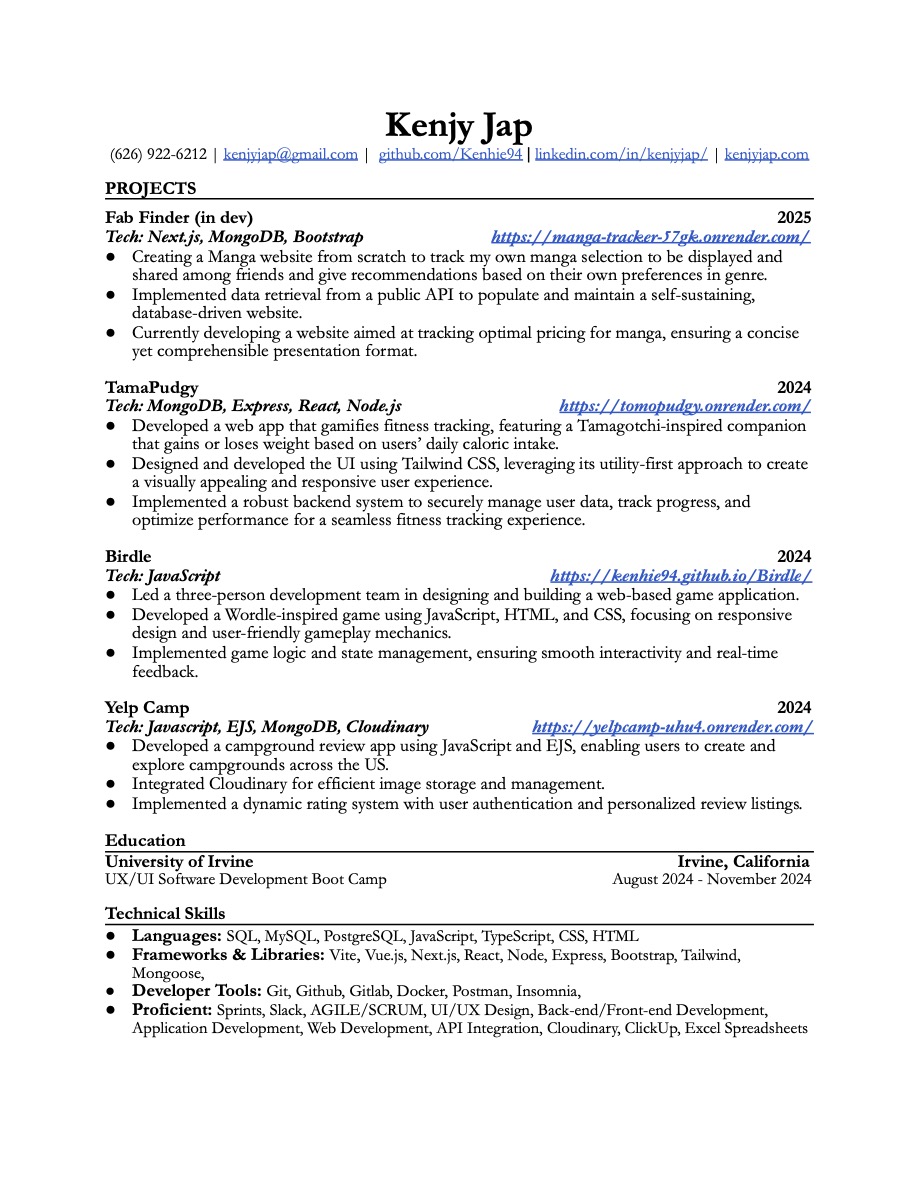 Kenjy Jap
(626) 922-6212 | kenjyjap@gmail.com | github.com/Kenhie94 | linkedin.com/in/kenjyjap/ | kenjyjap.com
PROJECTS
Fab Finder (in dev) 2025
Tech: Next.js, MongoDB, Bootstrap https://manga-tracker-57gk.onrender.com/
● Creating a Manga website from scratch to track my own manga selection to be displayed and
shared among friends and give recommendations based on their own preferences in genre.
● Implemented data retrieval from a public API to populate and maintain a self-sustaining,
database-driven website.
● Currently developing a website aimed at tracking optimal pricing for manga, ensuring a concise
yet comprehensible presentation format.
TamaPudgy 2024
Tech: MongoDB, Express, React, Node.js https://tomopudgy.onrender.com/
● Developed a web app that gamifies fitness tracking, featuring a Tamagotchi-inspired companion
that gains or loses weight based on users’ daily caloric intake.
● Designed and developed the UI using Tailwind CSS, leveraging its utility-first approach to create
a visually appealing and responsive user experience.
● Implemented a robust backend system to securely manage user data, track progress, and
optimize performance for a seamless fitness tracking experience.
Birdle 2024
Tech: JavaScript https://kenhie94.github.io/Birdle/
● Led a three-person development team in designing and building a web-based game application.
● Developed a Wordle-inspired game using JavaScript, HTML, and CSS, focusing on responsive
design and user-friendly gameplay mechanics.
● Implemented game logic and state management, ensuring smooth interactivity and real-time
feedback.
Yelp Camp 2024
Tech: Javascript, EJS, MongoDB, Cloudinary https://yelpcamp-uhu4.onrender.com/
● Developed a campground review app using JavaScript and EJS, enabling users to create and
explore campgrounds across the US.
● Integrated Cloudinary for efficient image storage and management.
● Implemented a dynamic rating system with user authentication and personalized review listings.
Education
University of Irvine Irvine, California
UX/UI Software Development Boot Camp August 2024 - November 2024
Technical Skills
● Languages: SQL, MySQL, PostgreSQL, JavaScript, TypeScript, CSS, HTML
● Frameworks & Libraries: Vite, Vue.js, Next.js, React, Node, Express, Bootstrap, Tailwind,
Mongoose,
● Developer Tools: Git, Github, Gitlab, Docker, Postman, Insomnia,
● Proficient: Sprints, Slack, AGILE/SCRUM, UI/UX Design, Back-end/Front-end Development,
Application Development, Web Development, API Integration, Cloudinary, ClickUp, Excel Spreadsheets